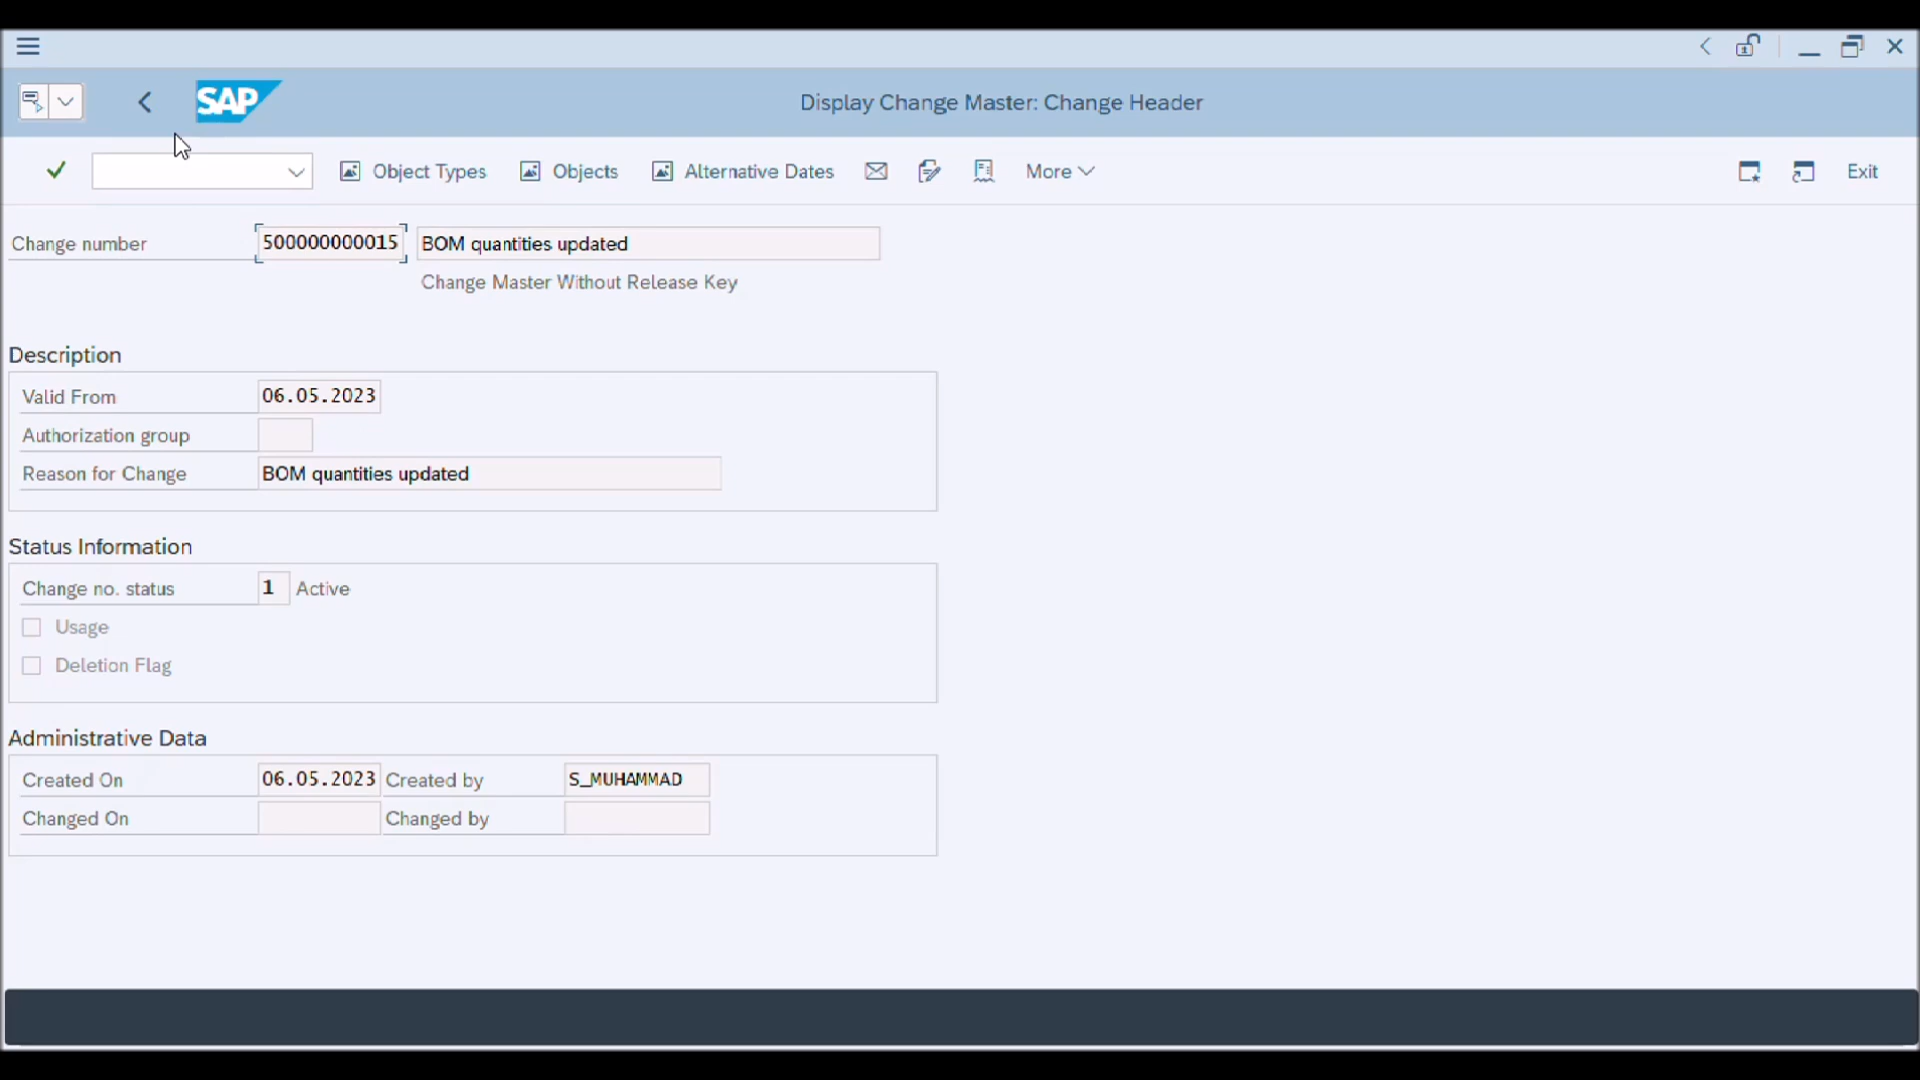 SAP
Display Change Master: Change Header
Object Types Objects Alternative Dates More Exit
Change number 500000000015 BOM quantities updated
Change Master Without Release Key
Description
Valid From 06.05.2023
Authorization group
Reason for Change BOM quantities updated
Status Information
Change no. status 1 Active
Usage
Deletion Flag
Administrative Data
Created On 06.05.2023 Created by S_MUHAMMAD
Changed On Changed by